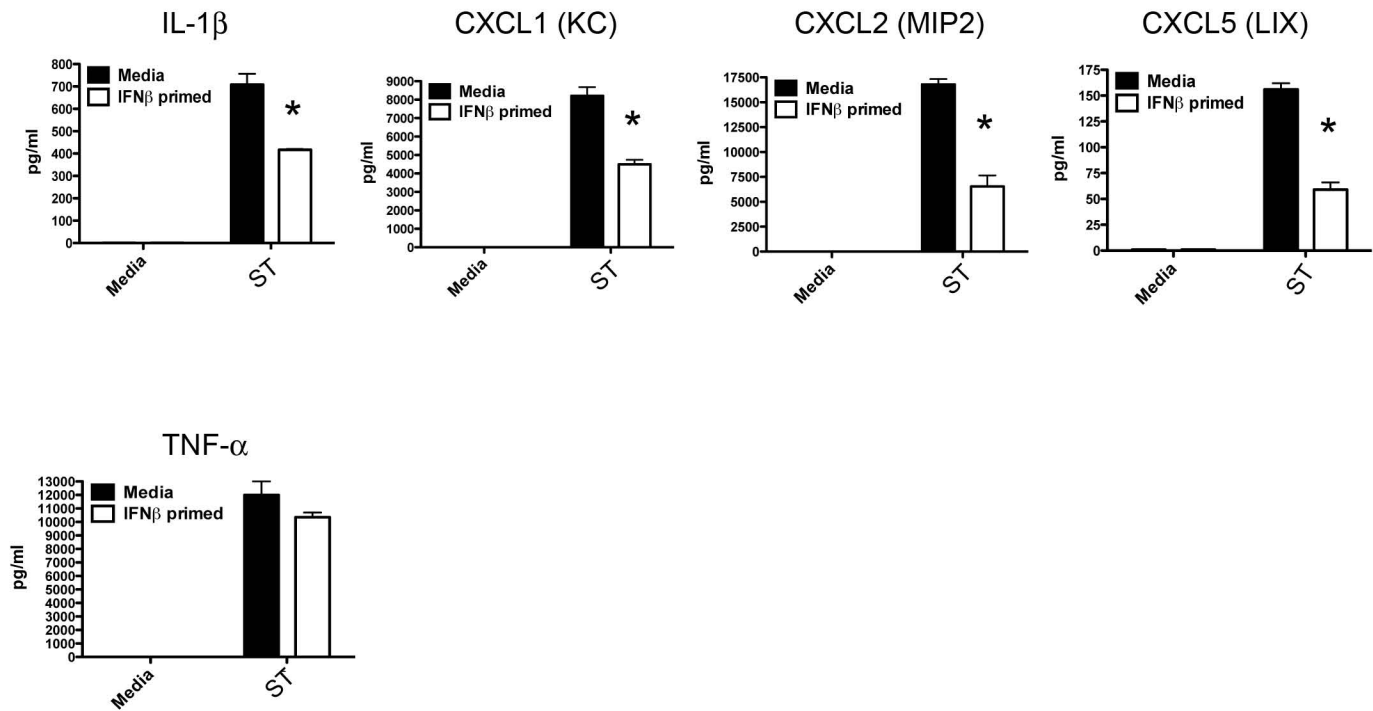 IL-1β
800
700
600
500
400
300
200
100
0
pg/ml
Media
IFNβ primed
*
Media
ST
CXCL1 (KC)
9000
8000
7000
6000
5000
4000
3000
2000
1000
0
pg/ml
Media
IFNβ primed
*
Media
ST
CXCL2 (MIP2)
17500
15000
12500
10000
7500
5000
2500
0
pg/ml
Media
IFNβ primed
*
Media
ST
CXCL5 (LIX)
175
150
125
100
75
50
25
0
pg/ml
Media
IFNβ primed
*
Media
ST
TNF-α
13000
12000
11000
10000
9000
8000
7000
6000
5000
4000
3000
2000
1000
0
pg/ml
Media
IFNβ primed
Media
ST